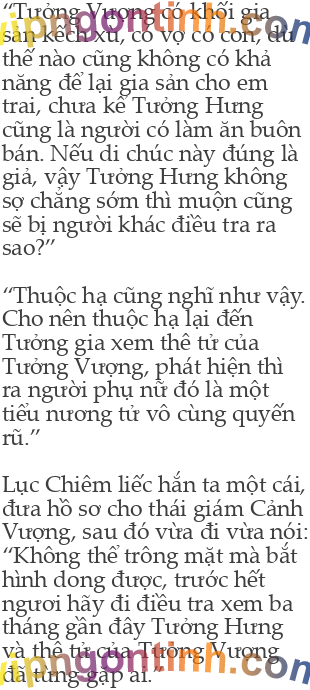 “Tưởng Vượng có khối gia
sản kếch xù, có vợ có con, dù
thế nào cũng không có khả
năng để lại gia sản cho em
trai, chưa kể Tưởng Hưng
cũng là người có làm ăn buôn
bán. Nếu di chúc này đúng là
giả, vậy Tưởng Hưng không
sợ chẳng sớm thì muộn cũng
sẽ bị người khác điều tra ra
sao?”
“Thuộc hạ cũng nghĩ như vậy.
Cho nên thuộc hạ lại đến
Tưởng gia xem thê tử của
Tưởng Vượng, phát hiện thì
ra người phụ nữ đó là một
tiểu nương tử vô cùng quyến
rũ.”
Lục Chiêm liếc hắn ta một cái,
đưa hồ sơ cho thái giám Cảnh
Vượng, sau đó vừa đi vừa nói:
“Không thể trông mặt mà bắt
hình dong được, trước hết
ngươi hãy đi điều tra xem ba
tháng gần đây Tưởng Hưng
và thê tử của Tưởng Vượng
đã từng gặp ai.”
vipngontinh.com
vipngontinh.com